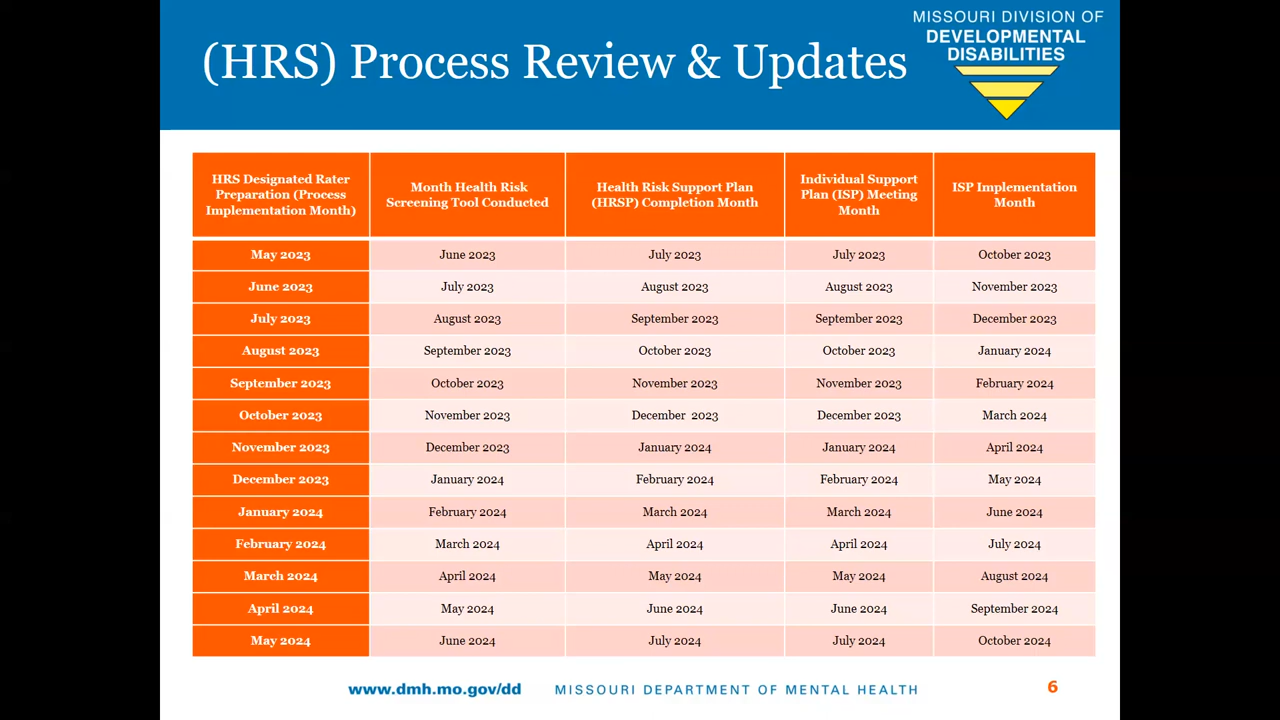 MISSOURI DIVISION OF
DEVELOPMENTAL
DISABILITIES
(HRS) Process Review & Updates
HRS Designated Rater
Preparation (Process
Implementation Month)
Month Health Risk
Screening Tool Conducted
Health Risk Support Plan
(HRSP) Completion Month
Individual Support
Plan (ISP) Meeting
Month
ISP Implementation
Month
May 2023 June 2023 July 2023 July 2023 October 2023
June 2023 July 2023 August 2023 August 2023 November 2023
July 2023 August 2023 September 2023 September 2023 December 2023
August 2023 September 2023 October 2023 October 2023 January 2024
September 2023 October 2023 November 2023 November 2023 February 2024
October 2023 November 2023 December 2023 December 2023 March 2024
November 2023 December 2023 January 2024 January 2024 April 2024
December 2023 January 2024 February 2024 February 2024 May 2024
January 2024 February 2024 March 2024 March 2024 June 2024
February 2024 March 2024 April 2024 April 2024 July 2024
March 2024 April 2024 May 2024 May 2024 August 2024
April 2024 May 2024 June 2024 June 2024 September 2024
May 2024 June 2024 July 2024 July 2024 October 2024
www.dmh.mo.gov/dd MISSOURI DEPARTMENT OF MENTAL HEALTH 6